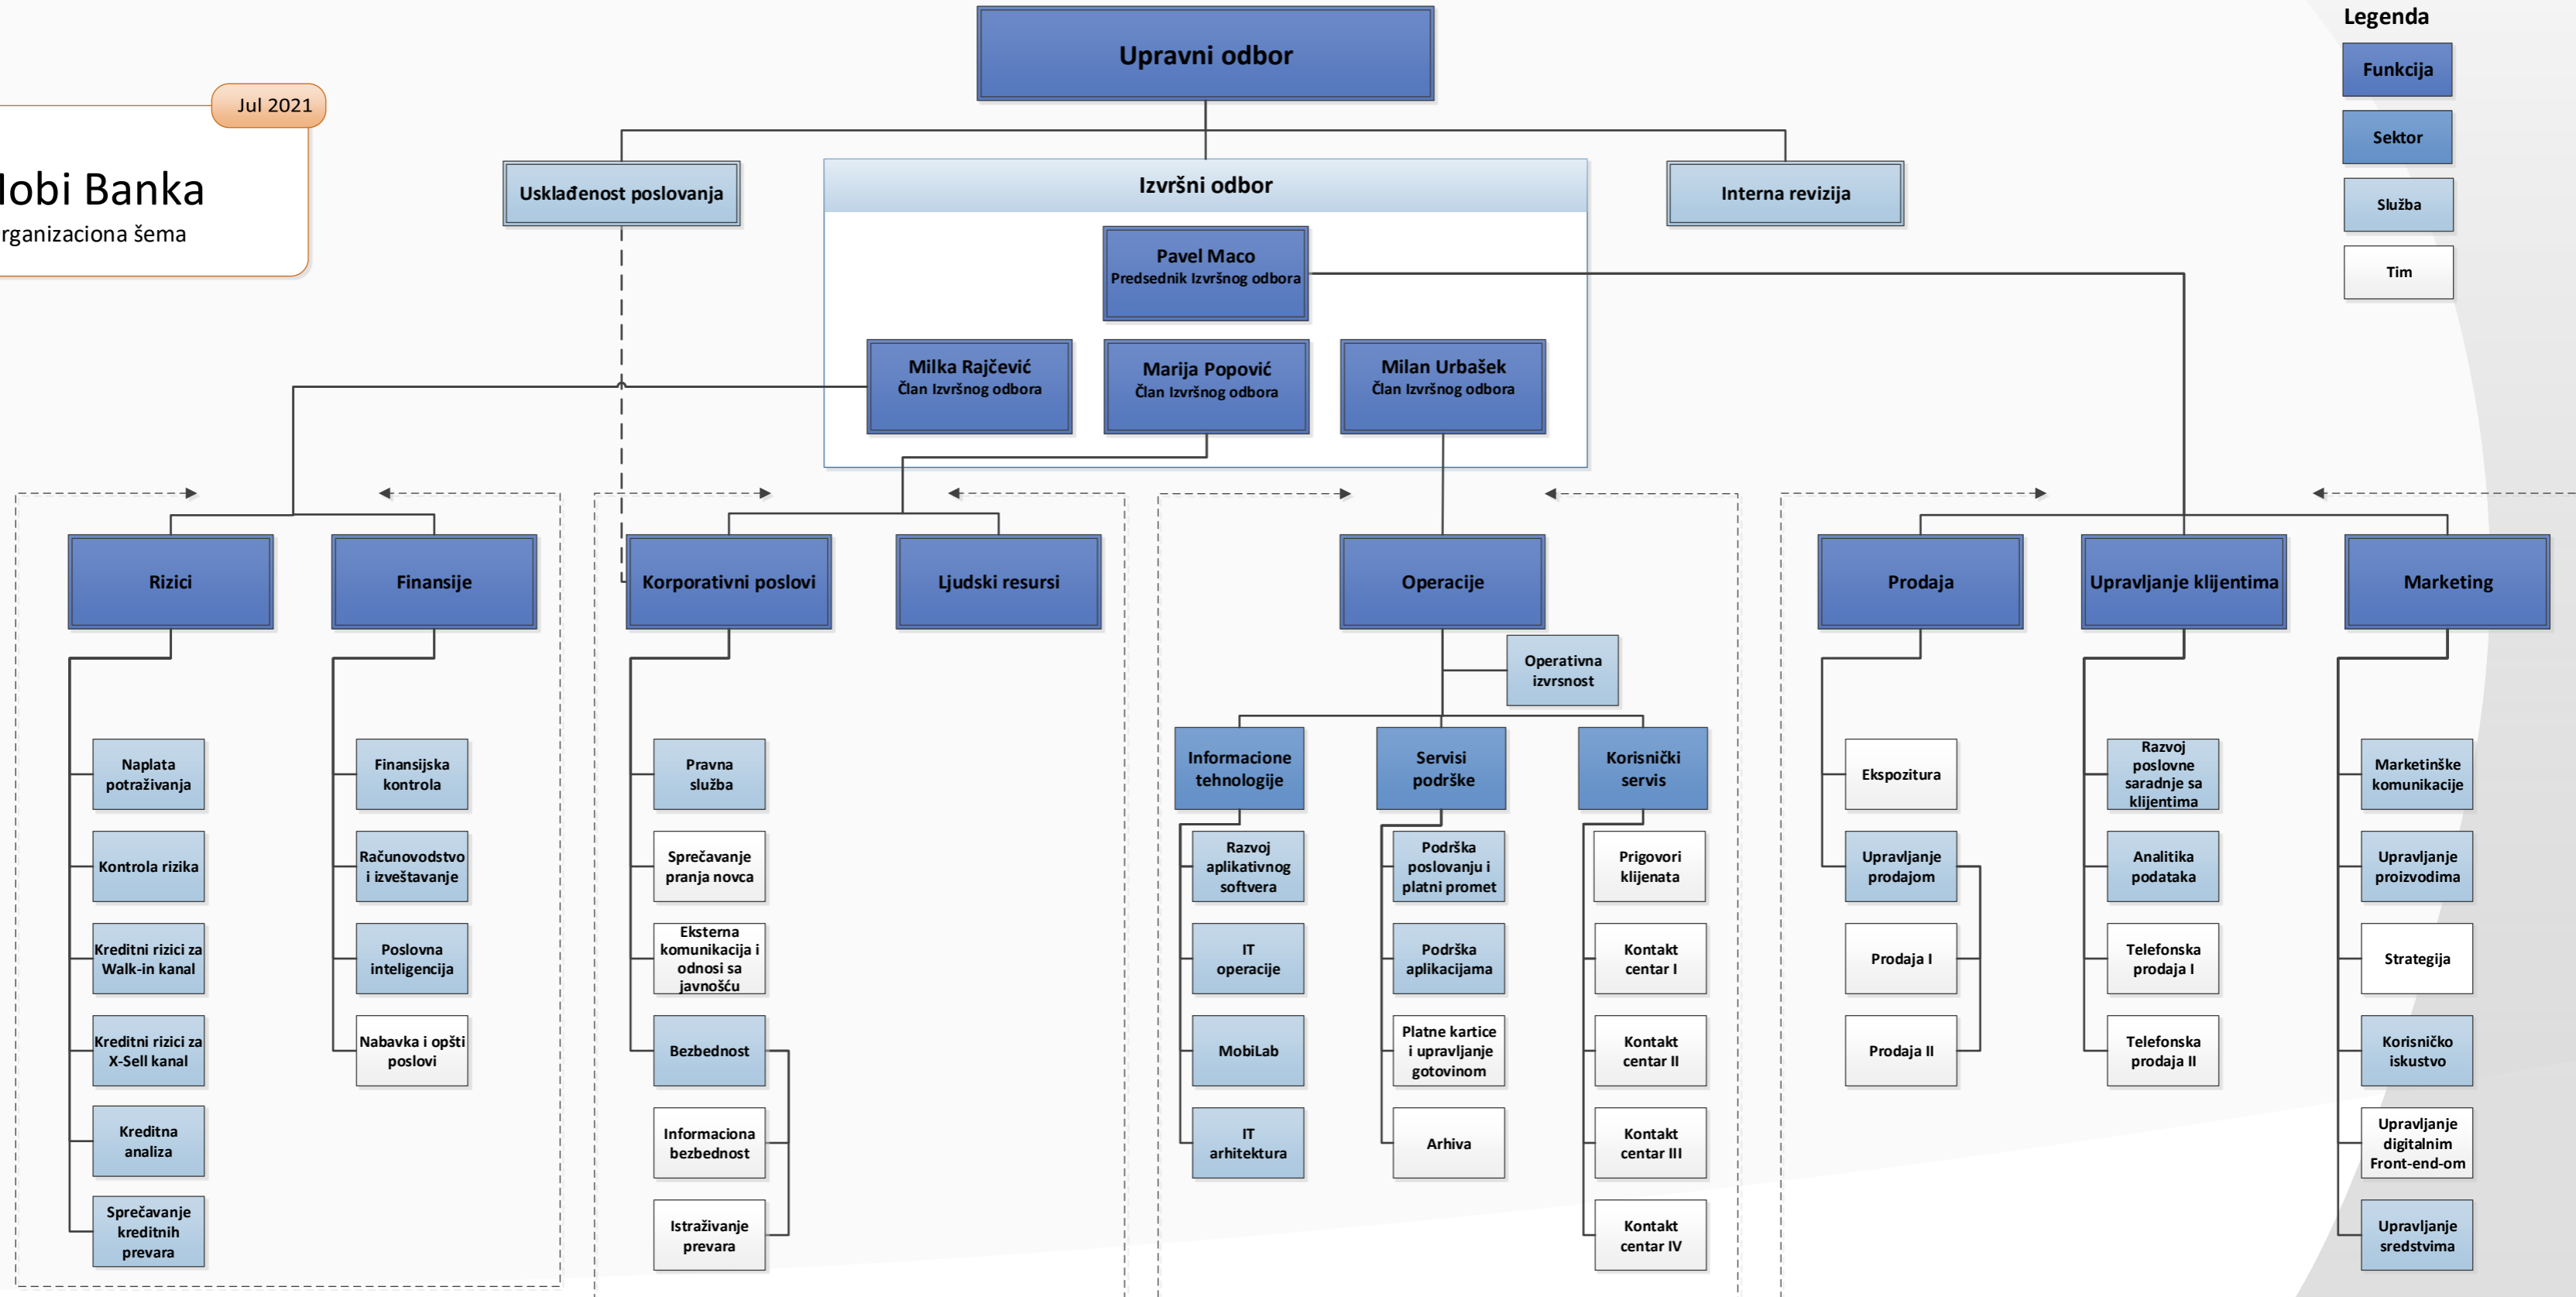 Legenda
Upravni odbor
Funkcija
Jul 2021
Sektor
Mobi Banka
Organizaciona šema
Usklađenost poslovanja
Izvršni odbor
Interna revizija
Služba
Pavel Maco
Predsednik Izvršnog odbora
Tim
Milka Rajčević
Član Izvršnog odbora
Marija Popović
Član Izvršnog odbora
Milan Urbašek
Član Izvršnog odbora
Rizici
Finansije
Korporativni poslovi
Ljudski resursi
Operacije
Prodaja
Upravljanje klijentima
Marketing
Operativna
izvrsnost
Naplata
potraživanja
Kontrola rizika
Kreditni rizici za
Walk-in kanal
Kreditni rizici za
X-Sell kanal
Kreditna
analiza
Sprečavanje
kreditnih
prevara
Finansijska
kontrola
Računovodstvo
i izveštavanje
Poslovna
inteligencija
Nabavka i opšti
poslovi
Pravna
služba
Sprečavanje
pranja novca
Eksterna
komunikacija i
odnosi sa
javnošću
Bezbednost
Informaciona
bezbednost
Istraživanje
prevara
Informacione
tehnologije
Razvoj
aplikativnog
softvera
IT
operacije
MobiLab
IT
arhitektura
Servisi
podrške
Podrška
poslovanju i
platni promet
Podrška
aplikacijama
Platne kartice
i upravljanje
gotovinom
Arhiva
Korisnički
servis
Prigovori
klijenata
Kontakt
centar I
Kontakt
centar II
Kontakt
centar III
Kontakt
centar IV
Ekspozitura
Upravljanje
prodajom
Prodaja I
Prodaja II
Razvoj
poslovne
saradnje sa
klijentima
Analitika
podataka
Telefonska
prodaja I
Telefonska
prodaja II
Marketinške
komunikacije
Upravljanje
proizvodima
Strategija
Korisničko
iskustvo
Upravljanje
digitalnim
Front-end-om
Upravljanje
sredstvima